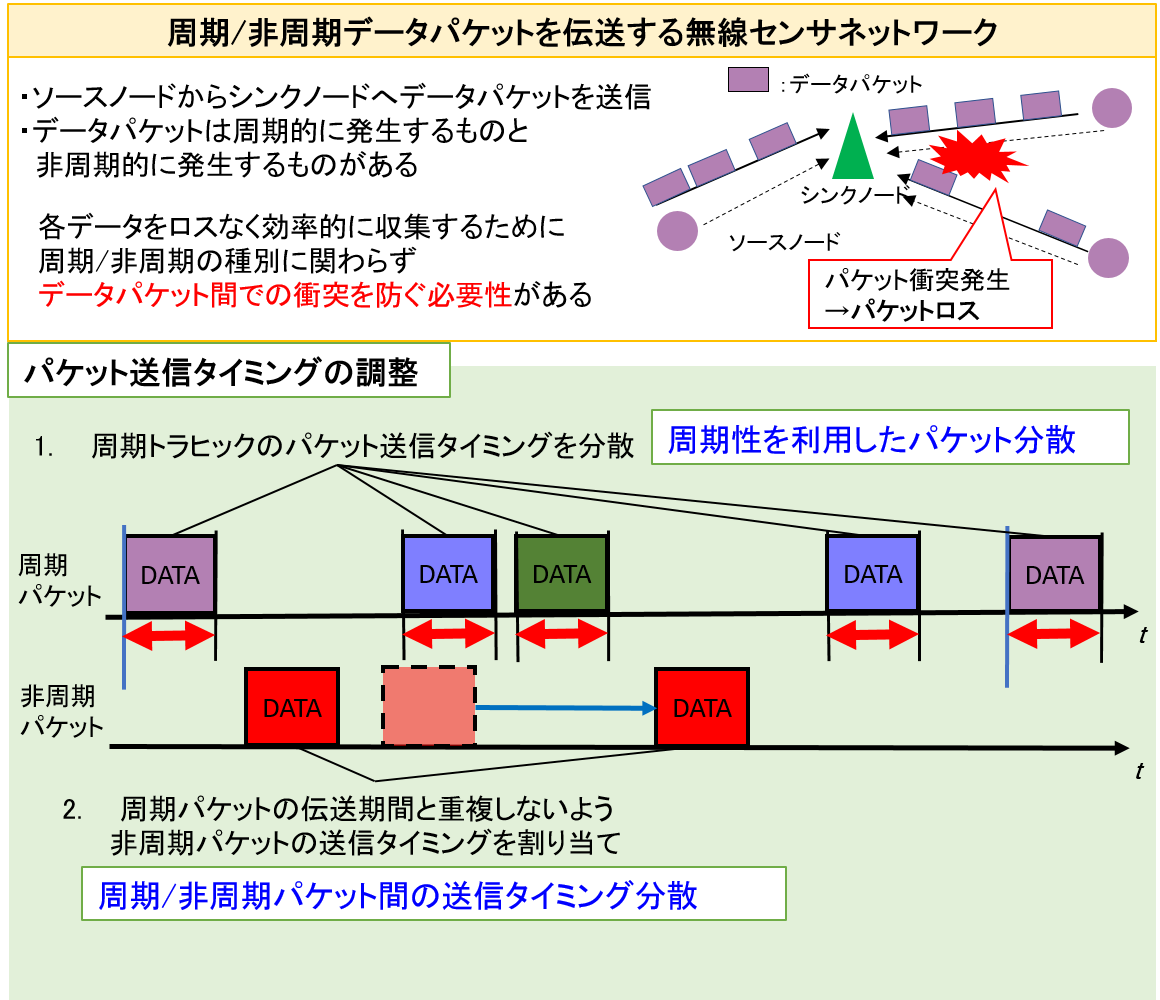 周期/非周期データパケットを伝送する無線センサネットワーク
・ソースノードからシンクノードへデータパケットを送信
・データパケットは周期的に発生するものと
非周期的に発生するものがある
各データをロスなく効率的に収集するために
周期/非周期の種別に関わらず
データパケット間での衝突を防ぐ必要性がある
:データパケット
シンクノード
ソースノード
パケット衝突発生
→パケットロス
パケット送信タイミングの調整
1. 周期トラヒックのパケット送信タイミングを分散
周期性を利用したパケット分散
周期
パケット
DATA
DATA
DATA
DATA
DATA
t
非周期
パケット
DATA
DATA
t
2. 周期パケットの伝送期間と重複しないよう
非周期パケットの送信タイミングを割り当て
周期/非周期パケット間の送信タイミング分散